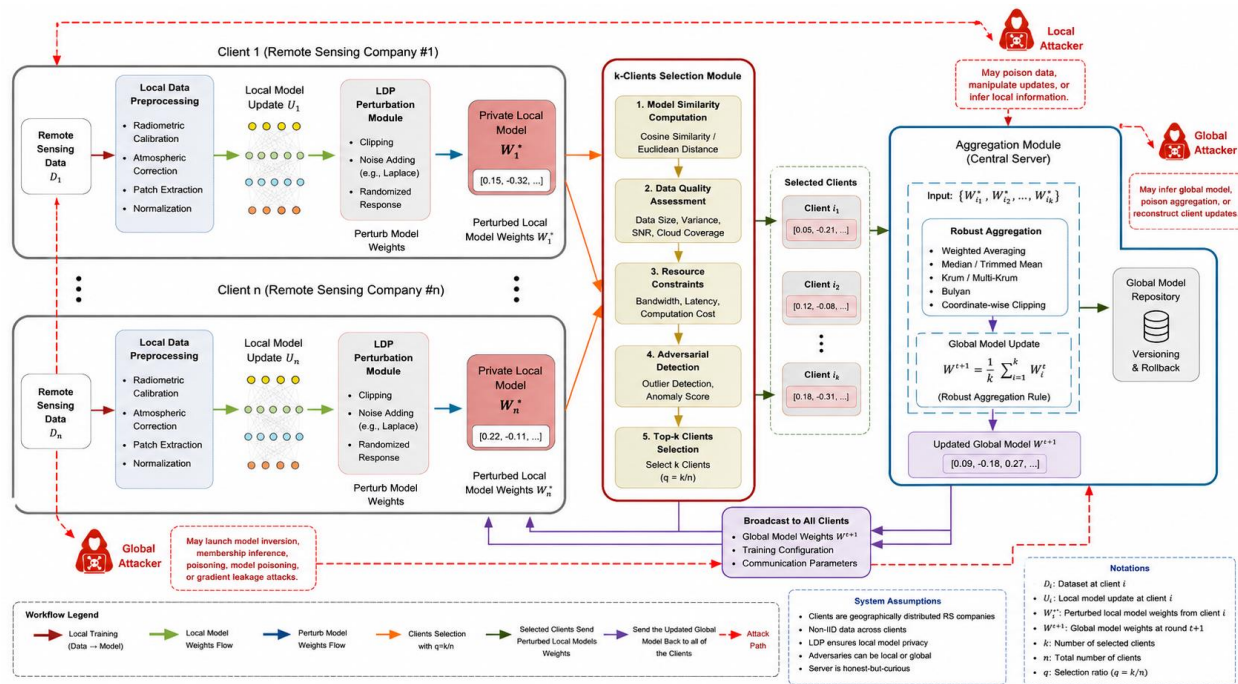 Client 1 (Remote Sensing Company #1)
Remote
Sensing
Data
D₁
Local Data
Preprocessing
• Radiometric
Calibration
• Atmospheric
Correction
• Patch Extraction
• Normalization
Local Model
Update U₁
LDP
Perturbation
Module
• Clipping
• Noise Adding
(e.g., Laplace)
• Randomized
Response
Perturb Model
Weights
Private Local
Model
W₁*
[0.15, -0.32, ...]
Perturbed Local
Model Weights W₁*
Client n (Remote Sensing Company #n)
Remote
Sensing
Data
Dₙ
Local Data
Preprocessing
• Radiometric
Calibration
• Atmospheric
Correction
• Patch Extraction
• Normalization
Local Model
Update Uₙ
LDP
Perturbation
Module
• Clipping
• Noise Adding
(e.g., Laplace)
• Randomized
Response
Perturb Model
Weights
Private Local
Model
Wₙ*
[0.22, -0.11, ...]
Perturbed Local
Model Weights Wₙ*
k-Clients Selection Module
1. Model Similarity
Computation
Cosine Similarity /
Euclidean Distance
2. Data Quality
Assessment
Data Size, Variance,
SNR, Cloud Coverage
3. Resource
Constraints
Bandwidth, Latency,
Computation Cost
4. Adversarial
Detection
Outlier Detection,
Anomaly Score
5. Top-k Clients
Selection
Select k Clients
(q = k/n)
Selected Clients
Client i₁
[0.05, -0.21, ...]
Client i₂
[0.12, -0.08, ...]
Client iₖ
[0.18, -0.31, ...]
Local
Attacker
May poison data,
manipulate updates, or
infer local information.
Global
Attacker
May infer global model,
poison aggregation, or
reconstruct client updates.
Aggregation Module
(Central Server)
Input: {W*ᵢ₁, W*ᵢ₂, ..., W*ᵢₖ}
Robust Aggregation
• Weighted Averaging
• Median / Trimmed Mean
• Krum / Multi-Krum
• Bulyan
• Coordinate-wise Clipping
Global Model Update
Wᵗ⁺¹ = 1/k ∑ᵢ₌₁ᵏ Wᵢᵗ
(Robust Aggregation Rule)
Updated Global Model Wᵗ⁺¹
[0.09, -0.18, 0.27, ...]
Global Model
Repository
Versioning
& Rollback
Global
Attacker
May launch model inversion,
membership inference,
poisoning, model poisoning,
or gradient leakage attacks.
Broadcast to All Clients
• Global Model Weights Wᵗ⁺¹
• Training Configuration
• Communication Parameters
Workflow Legend
Local Training
(Data → Model)
Local Model
Weights Flow
Perturb Model
Weights Flow
Clients Selection
with q=k/n
Selected Clients Send
Perturbed Local Models
Weights
Send the Updated Global
Model Back to all of
the Clients
Attack
Path
System Assumptions
• Clients are geographically distributed RS companies
• Non-IID data across clients
• LDP ensures local model privacy
• Adversaries can be local or global
• Server is honest-but-curious
Notations
Dᵢ: Dataset at client i
Uᵢ: Local model update at client i
: Perturbed local model weights from client i
Wᵗ⁺¹: Global model weights at round t+1
k: Number of selected clients
n: Total number of clients
q: Selection ratio (q = k/n)